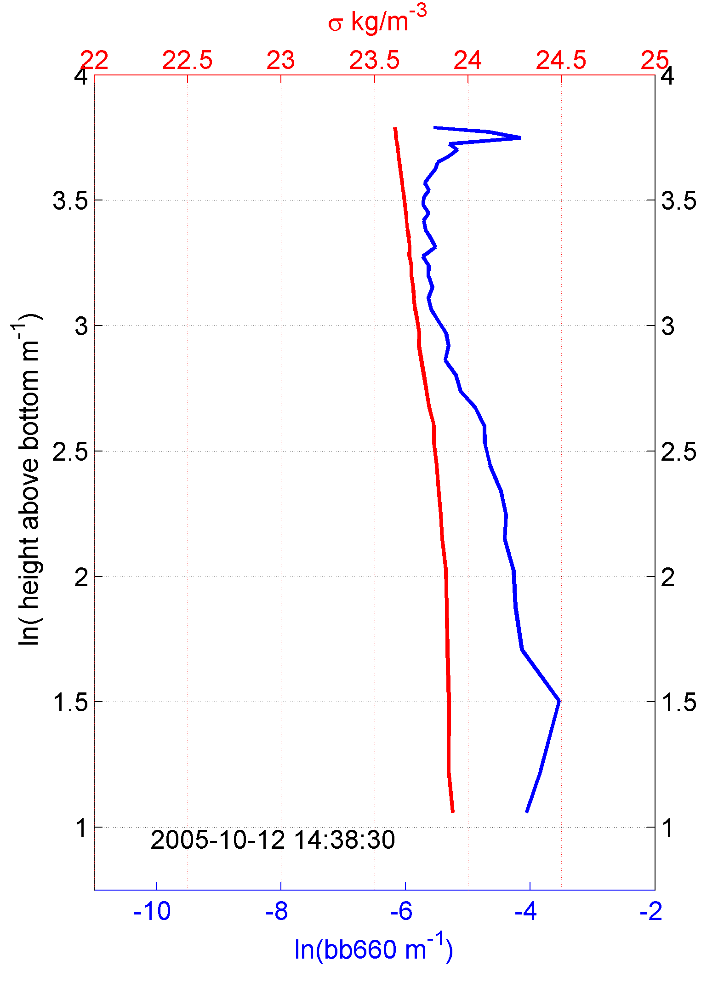 σ kg/m⁻³
22 22.5 23 23.5 24 24.5 25
4 4
3.5 3.5
3 3
2.5 2.5
2 2
1.5 1.5
1 1
ln( height above bottom m⁻¹)
2005-10-12 14:38:30
-10 -8 -6 -4 -2
ln(bb660 m⁻¹)